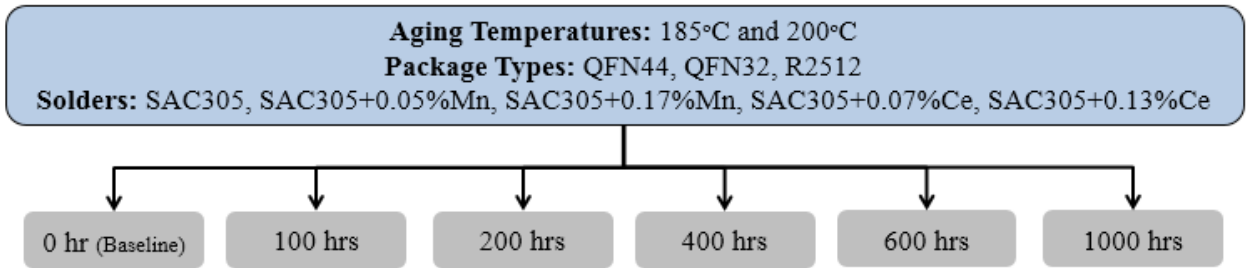 Aging Temperatures: 185°C and 200°C
Package Types: QFN44, QFN32, R2512
Solders: SAC305, SAC305+0.05%Mn, SAC305+0.17%Mn, SAC305+0.07%Ce, SAC305+0.13%Ce
0 hr (Baseline) 100 hrs 200 hrs 400 hrs 600 hrs 1000 hrs